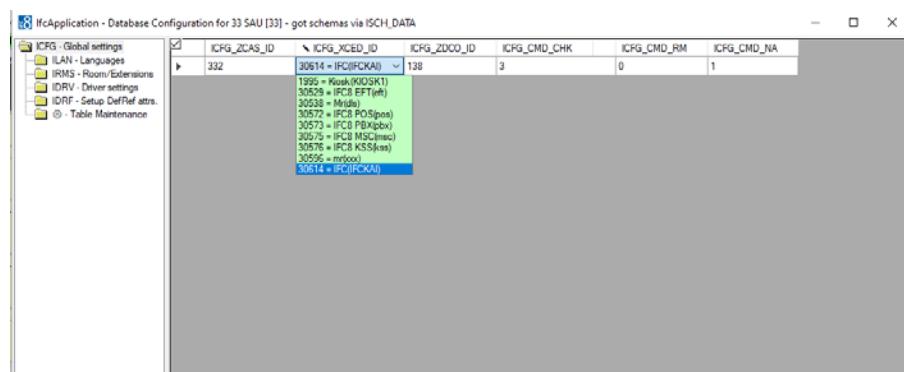 IfcApplication - Database Configuration for 33 SAU [33] - got schemas via ISCH_DATA
ICFG - Global settings
ILAN - Languages
IRMS - Room/Extensions
IDRV - Driver settings
IDRF - Setup DefRef attrs.
® - Table Maintenance
ICFG_ZCAS_ID ICFG_XCED_ID ICFG_ZDCO_ID ICFG_CMD_CHK ICFG_CMD_RM ICFG_CMD_NA
332 30614 = IFC(IFCKAI) 138 3 0 1
1995 = Kiosk(KIOSK1)
30529 = IFC8 EFT(eft)
30538 = Mr(dls)
30572 = IFC8 POS(pos)
30573 = IFC8 PBX(pbx)
30575 = IFC8 MSC(msc)
30576 = IFC8 KSS(kss)
30596 = mr(xxx)
30614 = IFC(IFCKAI)